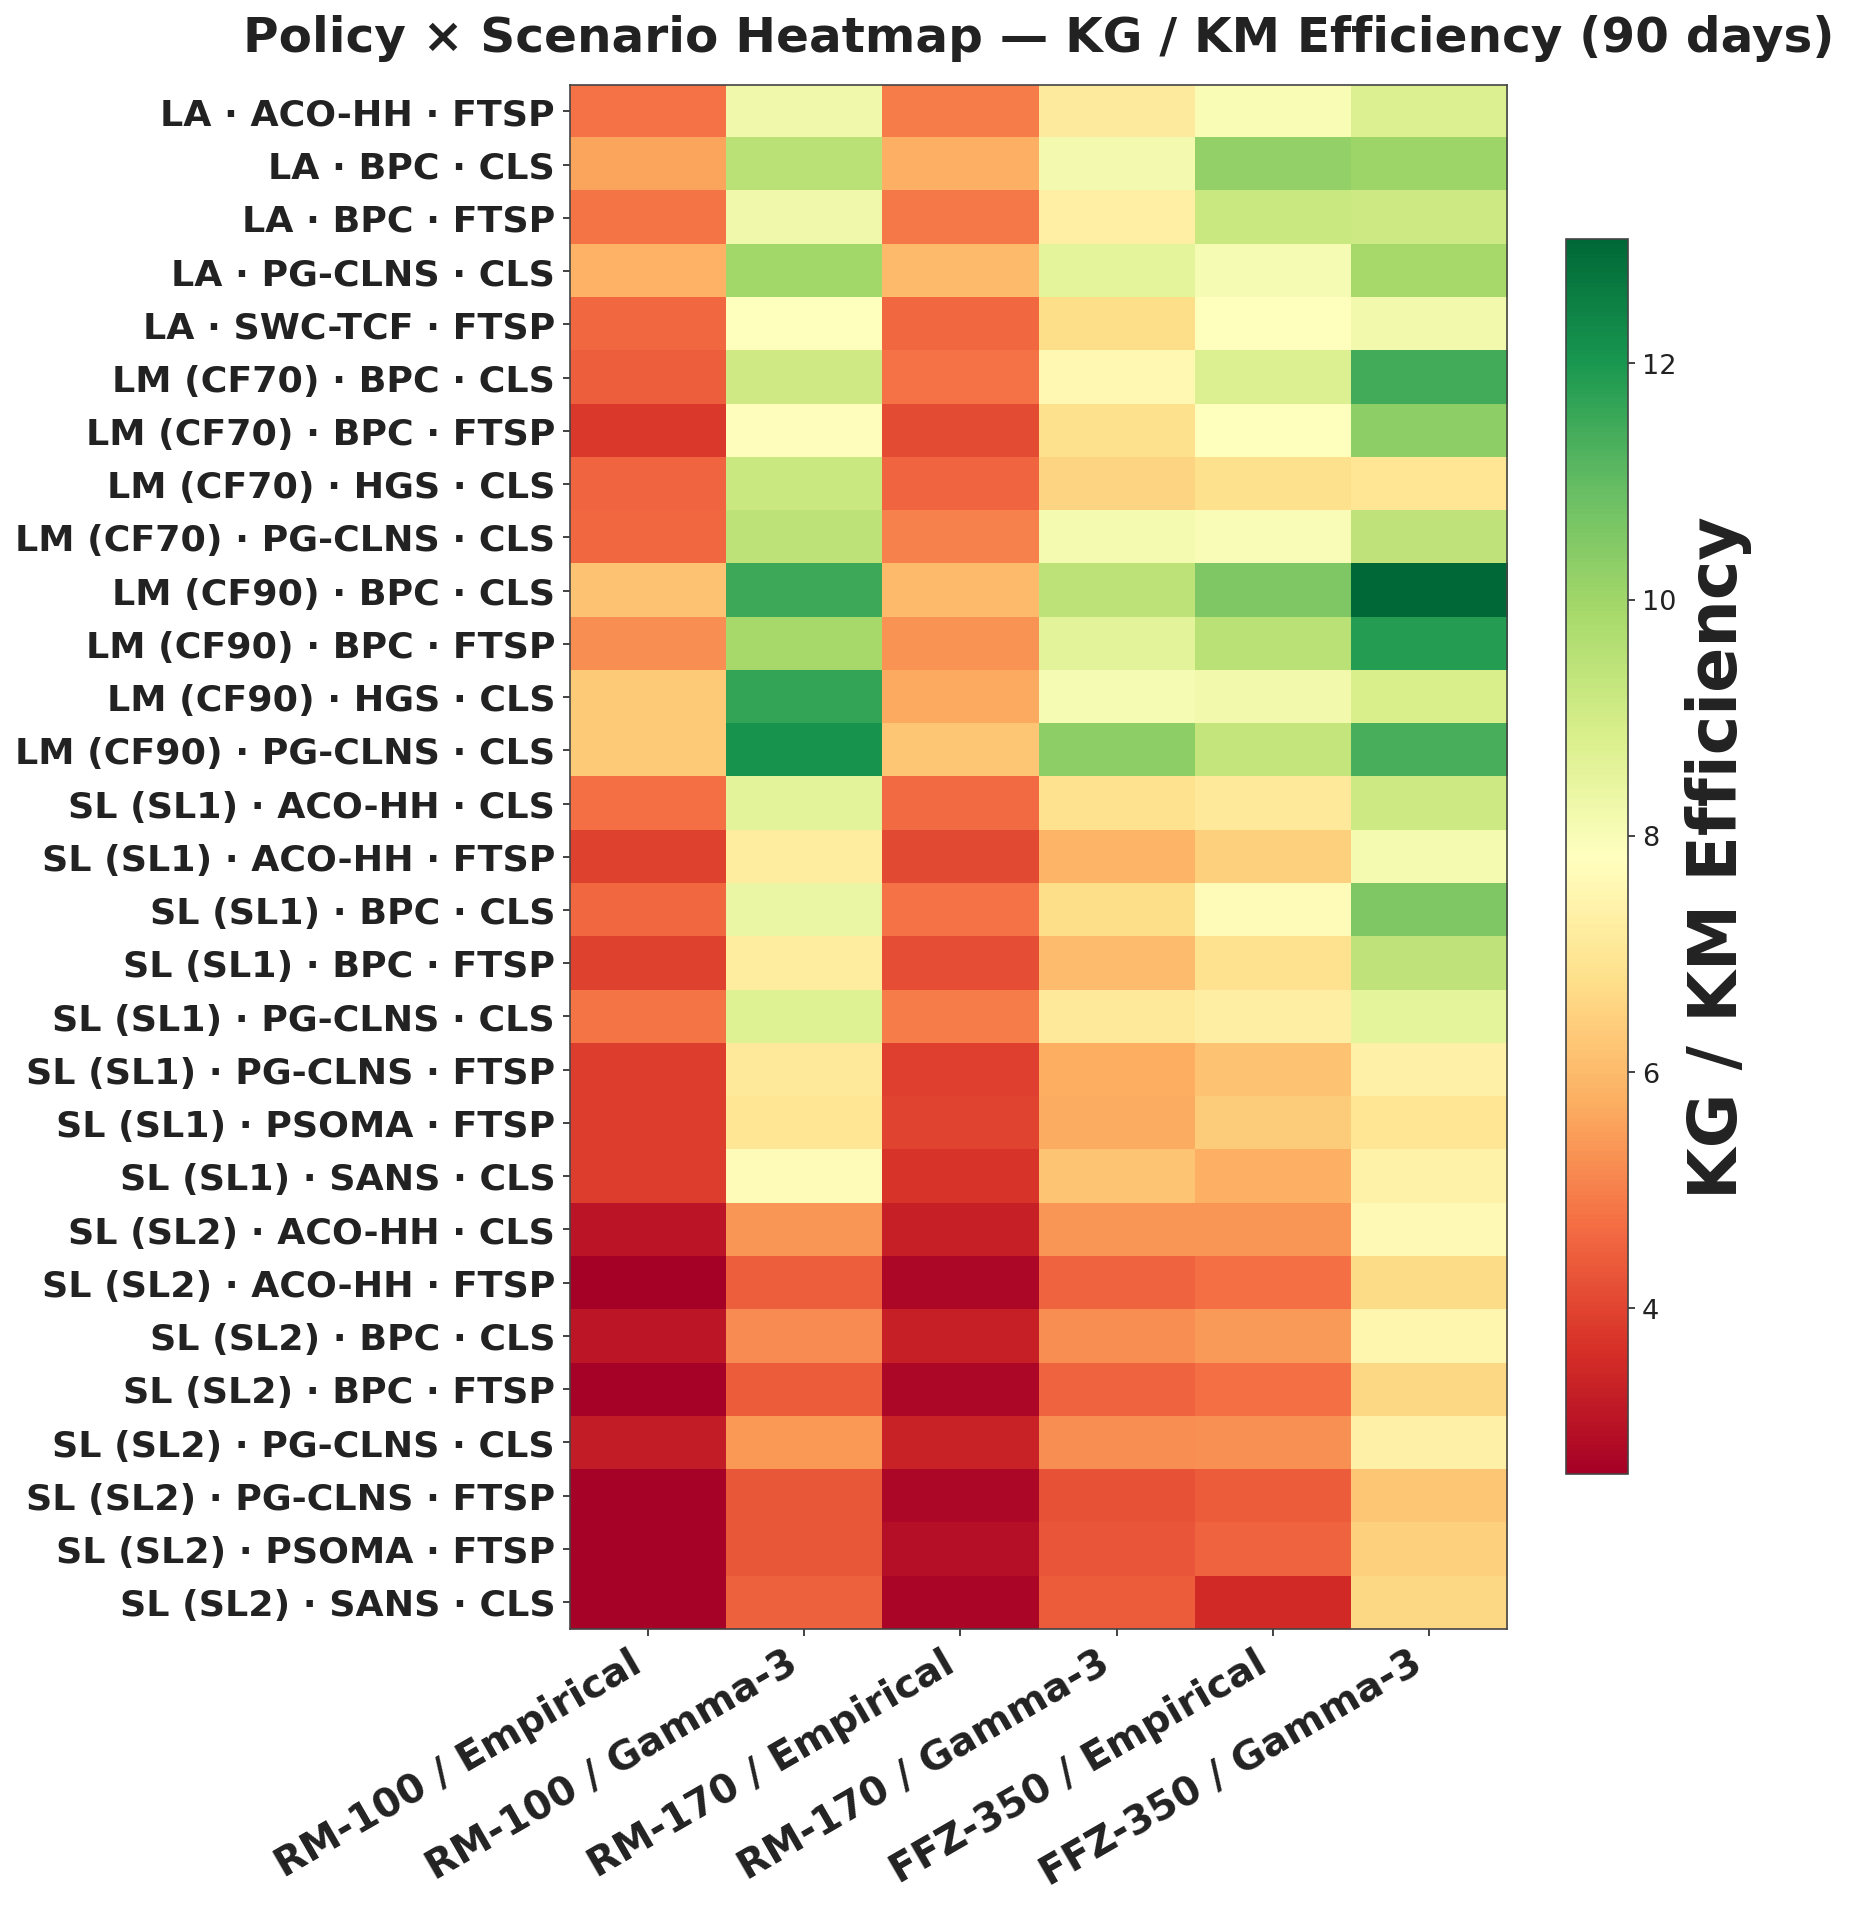 Policy × Scenario Heatmap — KG / KM Efficiency (90 days)
LA · ACO-HH · FTSP
LA · BPC · CLS
LA · BPC · FTSP
LA · PG-CLNS · CLS
LA · SWC-TCF · FTSP
LM (CF70) · BPC · CLS
LM (CF70) · BPC · FTSP
LM (CF70) · HGS · CLS
LM (CF70) · PG-CLNS · CLS
LM (CF90) · BPC · CLS
LM (CF90) · BPC · FTSP
LM (CF90) · HGS · CLS
LM (CF90) · PG-CLNS · CLS
SL (SL1) · ACO-HH · CLS
SL (SL1) · ACO-HH · FTSP
SL (SL1) · BPC · CLS
SL (SL1) · BPC · FTSP
SL (SL1) · PG-CLNS · CLS
SL (SL1) · PG-CLNS · FTSP
SL (SL1) · PSOMA · FTSP
SL (SL1) · SANS · CLS
SL (SL2) · ACO-HH · CLS
SL (SL2) · ACO-HH · FTSP
SL (SL2) · BPC · CLS
SL (SL2) · BPC · FTSP
SL (SL2) · PG-CLNS · CLS
SL (SL2) · PG-CLNS · FTSP
SL (SL2) · PSOMA · FTSP
SL (SL2) · SANS · CLS
RM-100 / Empirical
RM-100 / Gamma-3
RM-170 / Empirical
RM-170 / Gamma-3
FFZ-350 / Empirical
FFZ-350 / Gamma-3
12
10
8
6
4
KG / KM Efficiency